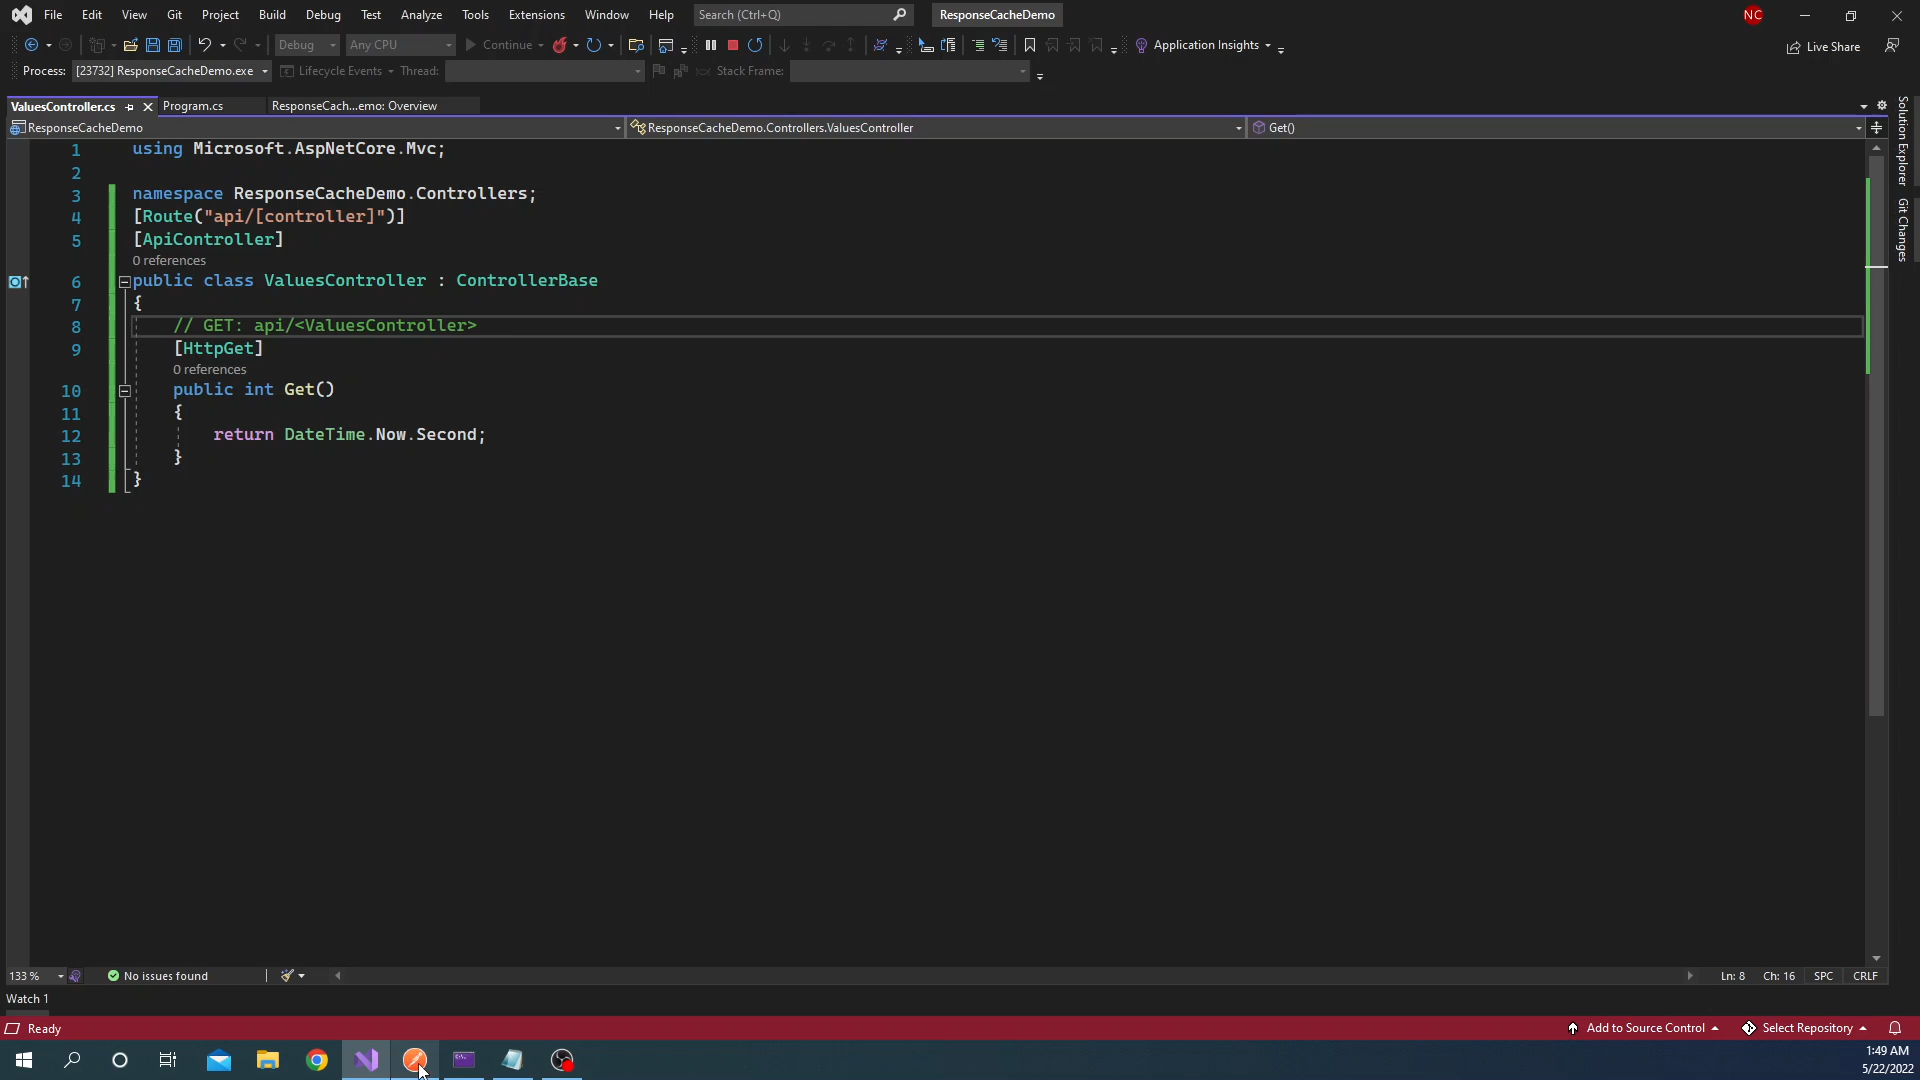 File Edit View Git Project Build Debug Test Analyze Tools Extensions Window Help Search (Ctrl+Q) ResponseCacheDemo NC
Debug Any CPU Continue Application Insights Live Share
Process: [23732] ResponseCacheDemo.exe Lifecycle Events Thread: Stack Frame:
ValuesController.cs Program.cs ResponseCach...emo: Overview
ResponseCacheDemo ResponseCacheDemo.Controllers.ValuesController Get()
1 using Microsoft.AspNetCore.Mvc;
2
3 namespace ResponseCacheDemo.Controllers;
4 [Route("api/[controller]")]
5 [ApiController]
0 references
6 public class ValuesController : ControllerBase
7 {
8 // GET: api/<ValuesController>
9 [HttpGet]
0 references
10 public int Get()
11 {
12 return DateTime.Now.Second;
13 }
14 }
Solution Explorer
Git Changes
133 % No issues found Ln: 8 Ch: 16 SPC CRLF
Watch 1
Ready Add to Source Control Select Repository
1:49 AM
5/22/2022